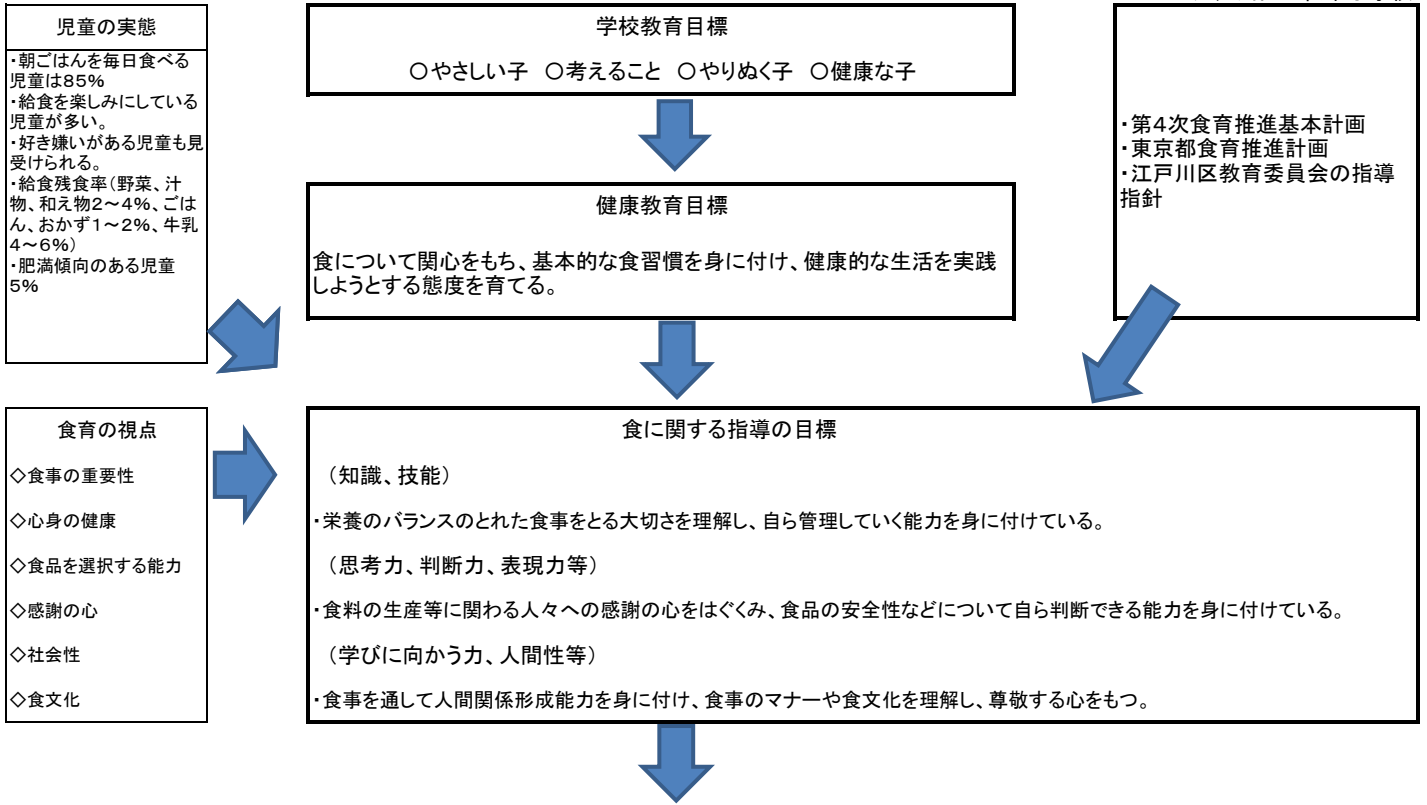 児童の実態
・朝ごはんを毎日食べる
児童は85%
・給食を楽しみにしている
児童が多い。
・好き嫌いがある児童も見
受けられる。
・給食残食率(野菜、汁
物、和え物2～4%、ごは
ん、おかず1～2%、牛乳
4～6%)
・肥満傾向のある児童
5%
学校教育目標
○やさしい子 ○考えること ○やりぬく子 ○健康な子
健康教育目標
食について関心をもち、基本的な食習慣を身に付け、健康的な生活を実践
しようとする態度を育てる。
・第4次食育推進基本計画
・東京都食育推進計画
・江戸川区教育委員会の指導
指針
食育の視点
◇食事の重要性
◇心身の健康
◇食品を選択する能力
◇感謝の心
◇社会性
◇食文化
食に関する指導の目標
(知識、技能)
・栄養のバランスのとれた食事をとる大切さを理解し、自ら管理していく能力を身に付けている。
(思考力、判断力、表現力等)
・食料の生産等に関わる人々への感謝の心をはぐくみ、食品の安全性などについて自ら判断できる能力を身に付けている。
(学びに向かう力、人間性等)
・食事を通して人間関係形成能力を身に付け、食事のマナーや食文化を理解し、尊敬する心をもつ。